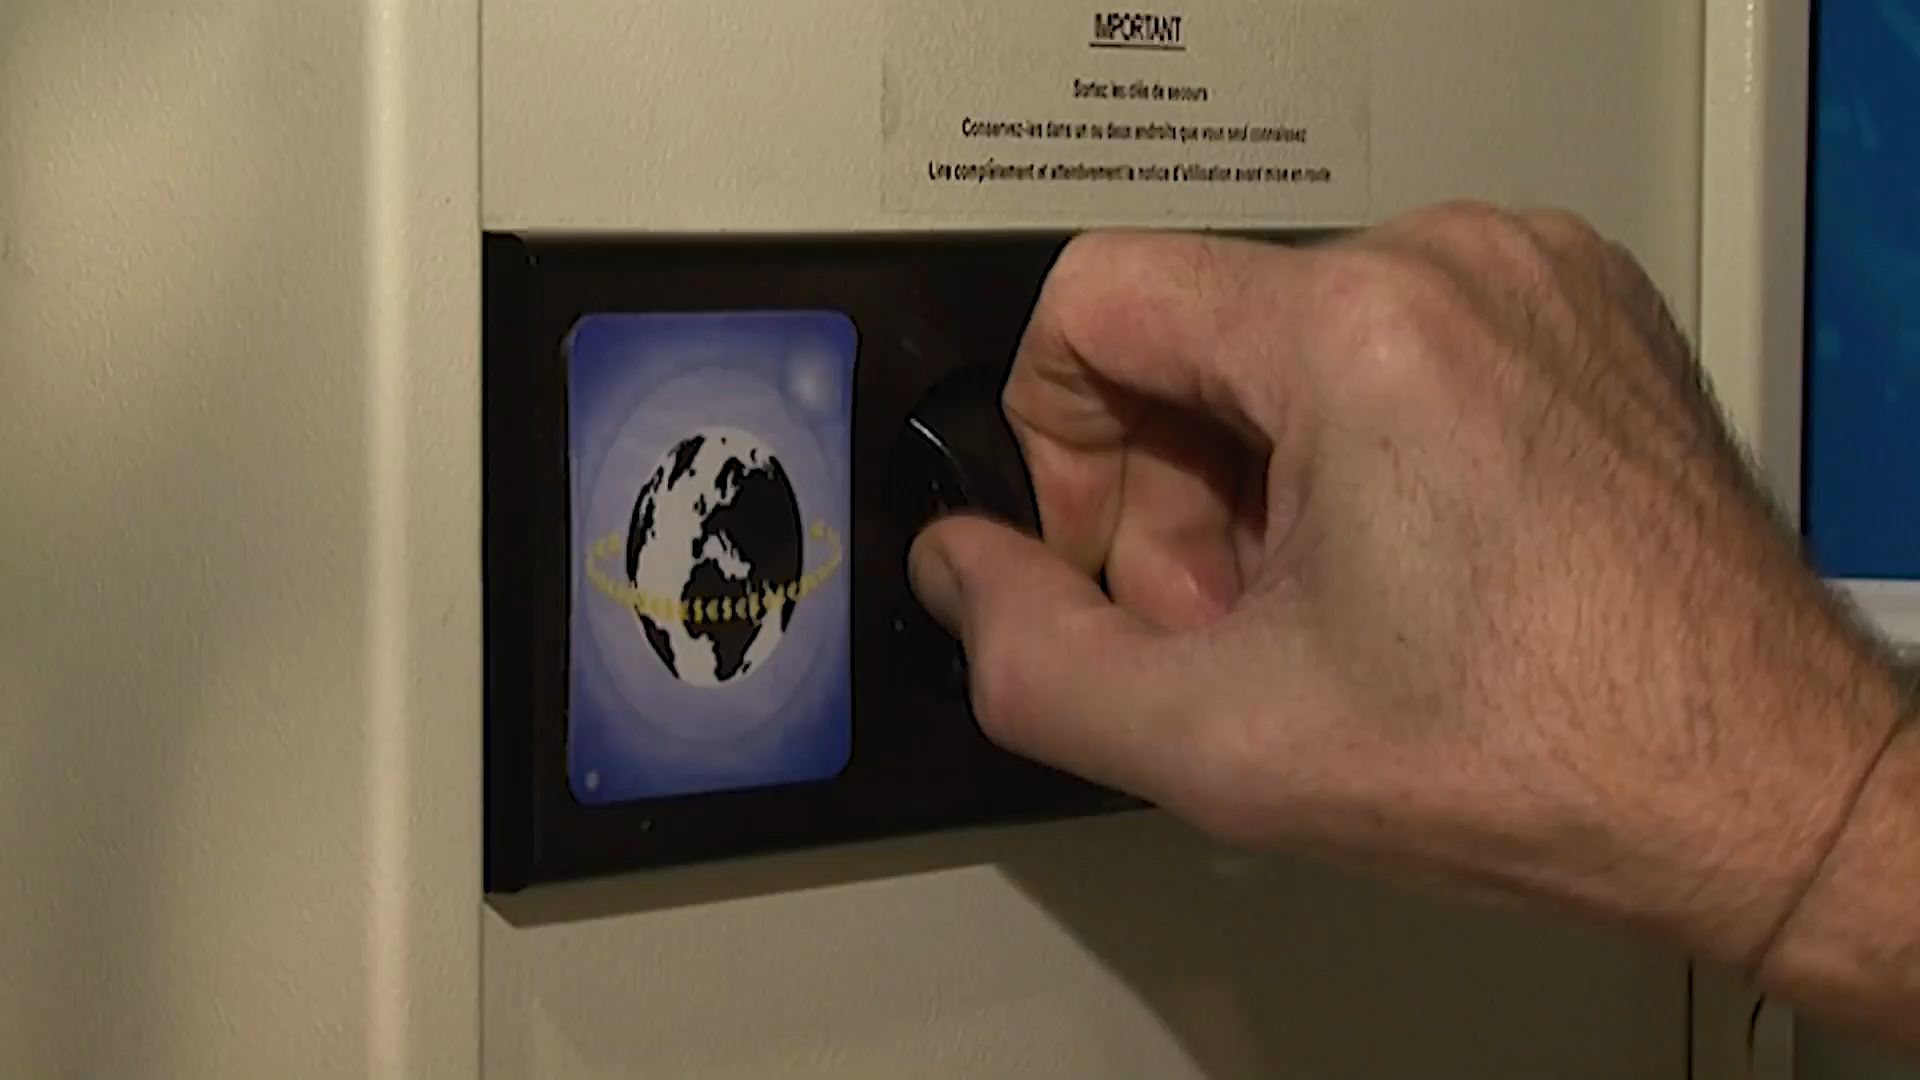 IMPORTANT
Sortez les clés de secours
Conservez-les dans un ou deux endroits que vous seul connaissez
Lire complètement et attentivement la notice d'utilisation avant mise en route